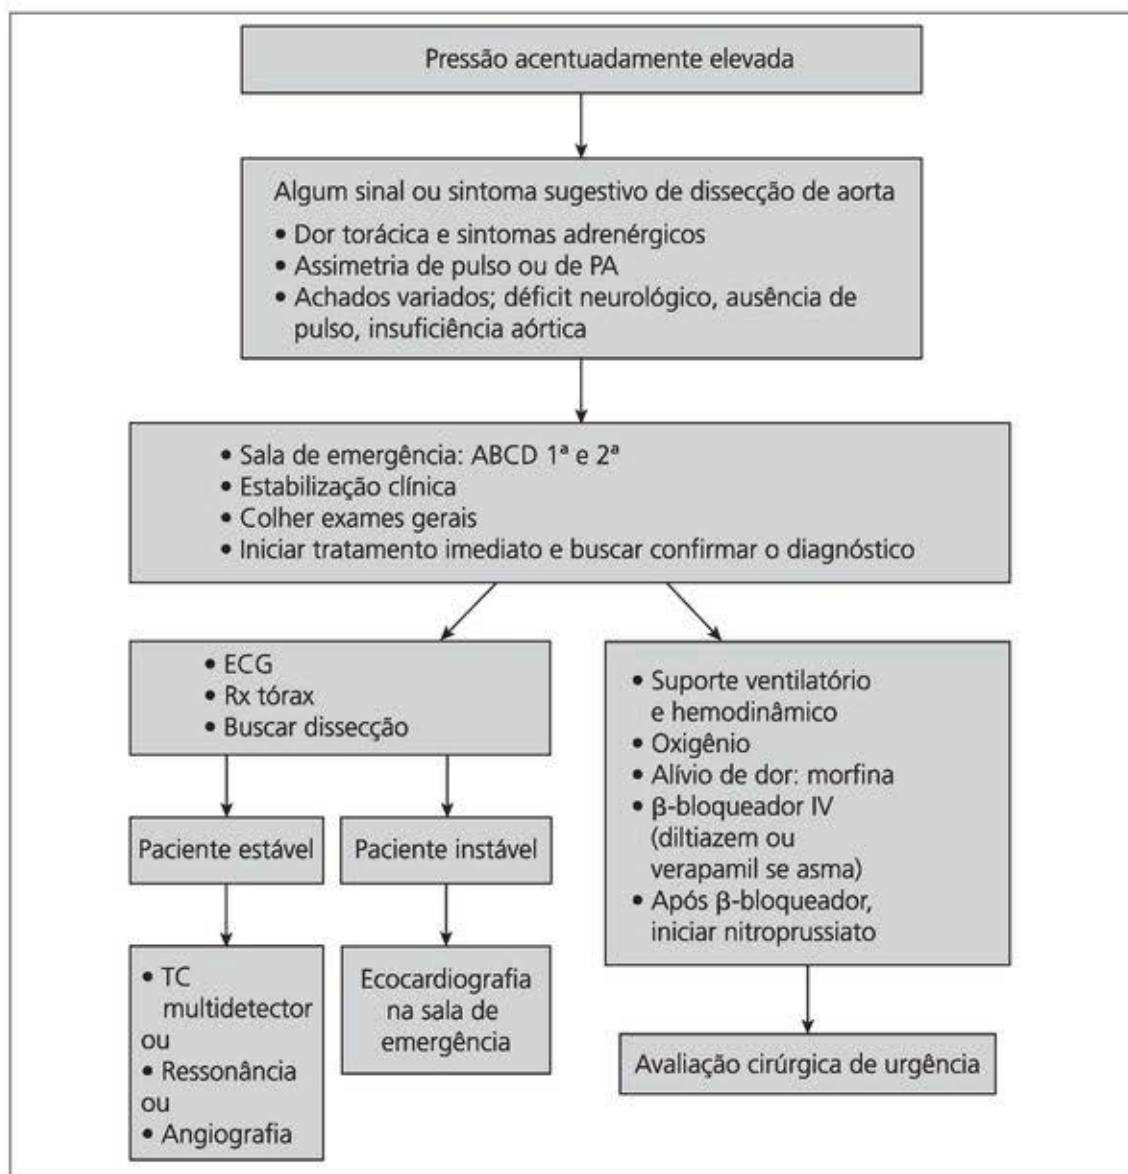 Pressão acentuadamente elevada
Algum sinal ou sintoma sugestivo de dissecção de aorta
• Dor torácica e sintomas adrenérgicos
• Assimetria de pulso ou de PA
• Achados variados; déficit neurológico, ausência de
pulso, insuficiência aórtica
• Sala de emergência: ABCD 1ª e 2ª
• Estabilização clínica
• Colher exames gerais
• Iniciar tratamento imediato e buscar confirmar o diagnóstico
• ECG
• Rx tórax
• Buscar dissecção
Paciente estável
Paciente instável
• TC
multidetector
ou
• Ressonância
ou
• Angiografia
Ecocardiografia
na sala de
emergência
• Suporte ventilatório
e hemodinâmico
• Oxigênio
• Alívio de dor: morfina
• β-bloqueador IV
(diltiazem ou
verapamil se asma)
• Após β-bloqueador,
iniciar nitroprussiato
Avaliação cirúrgica de urgência